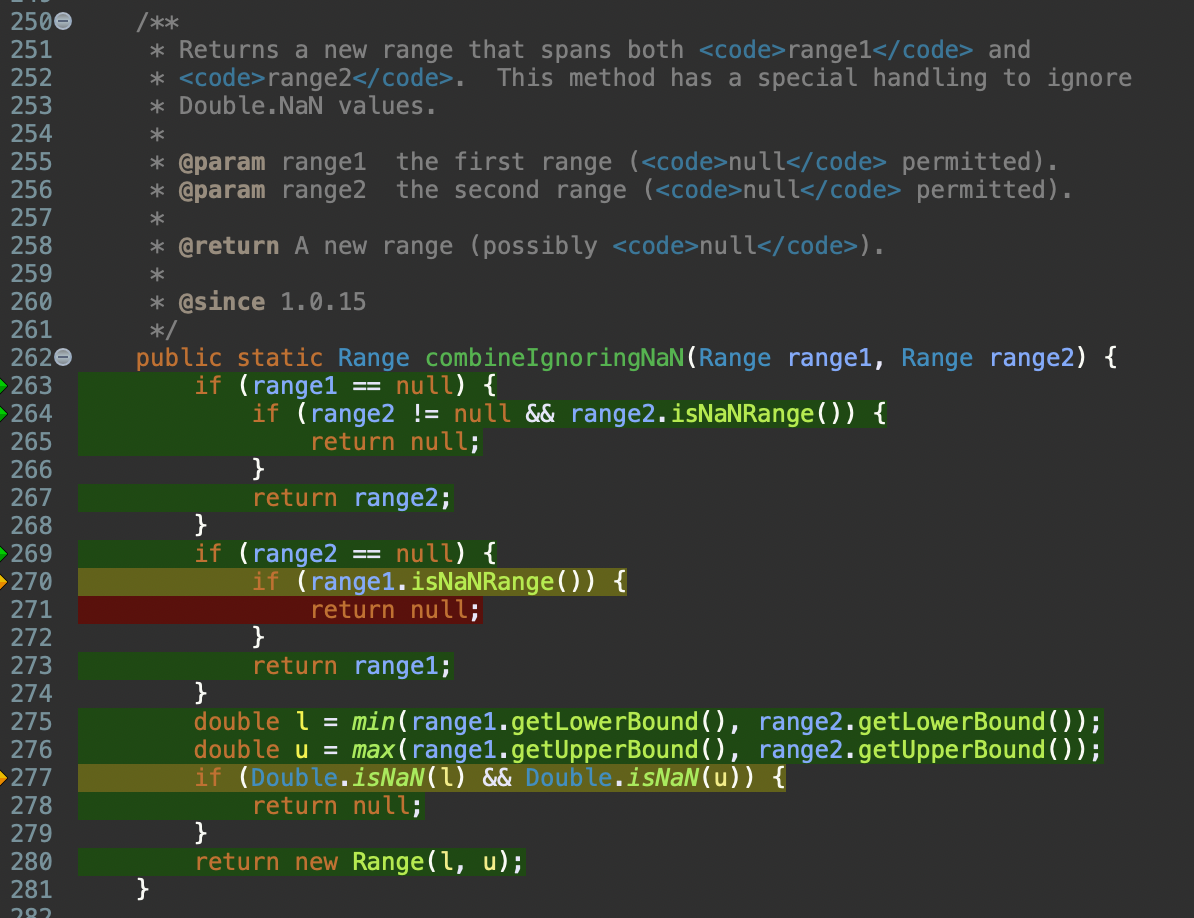 250 /**
251 * Returns a new range that spans both <code>range1</code> and
252 * <code>range2</code>.  This method has a special handling to ignore
253 * Double.NaN values.
254 *
255 * @param range1  the first range (<code>null</code> permitted).
256 * @param range2  the second range (<code>null</code> permitted).
257 *
258 * @return A new range (possibly <code>null</code>).
259 *
260 * @since 1.0.15
261 */
262 public static Range combineIgnoringNaN(Range range1, Range range2) {
263 if (range1 == null) {
264 if (range2 != null && range2.isNaNRange()) {
265 return null;
266 }
267 return range2;
268 }
269 if (range2 == null) {
270 if (range1.isNaNRange()) {
271 return null;
272 }
273 return range1;
274 }
275 double l = min(range1.getLowerBound(), range2.getLowerBound());
276 double u = max(range1.getUpperBound(), range2.getUpperBound());
277 if (Double.isNaN(l) && Double.isNaN(u)) {
278 return null;
279 }
280 return new Range(l, u);
281 }